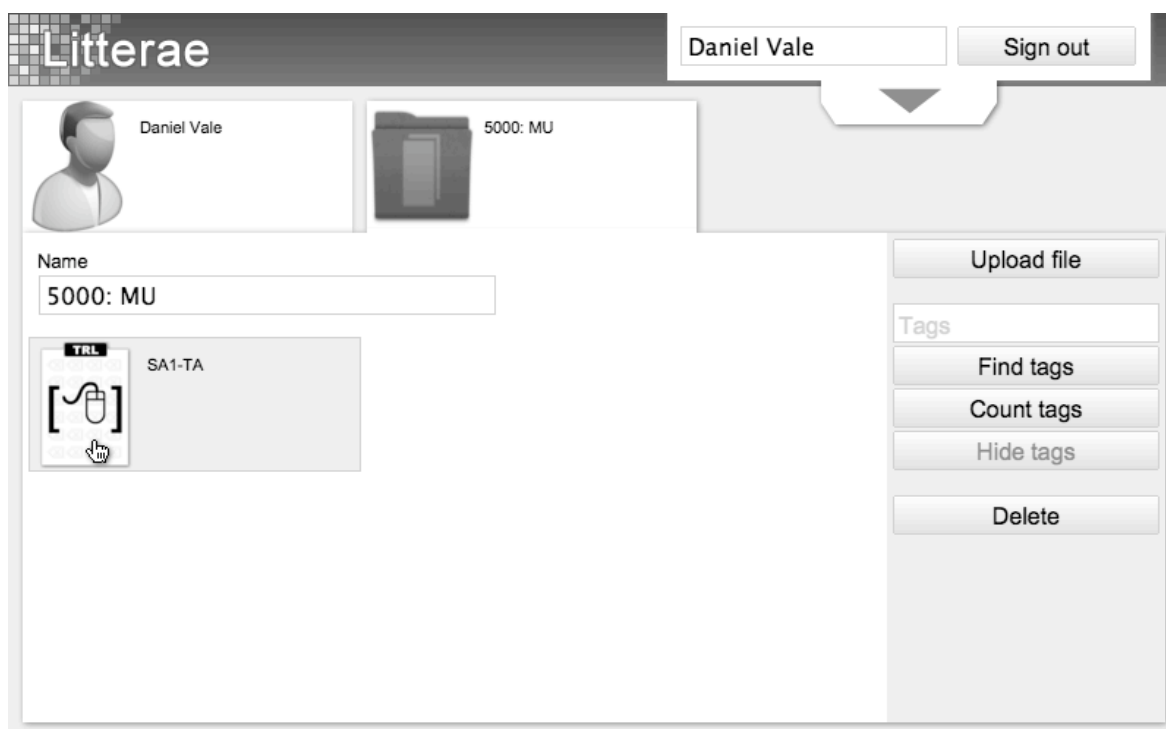 Litterae
Daniel Vale
Sign out
Daniel Vale
5000: MU
Name
5000: MU
TRL
SA1-TA
Upload file
Tags
Find tags
Count tags
Hide tags
Delete